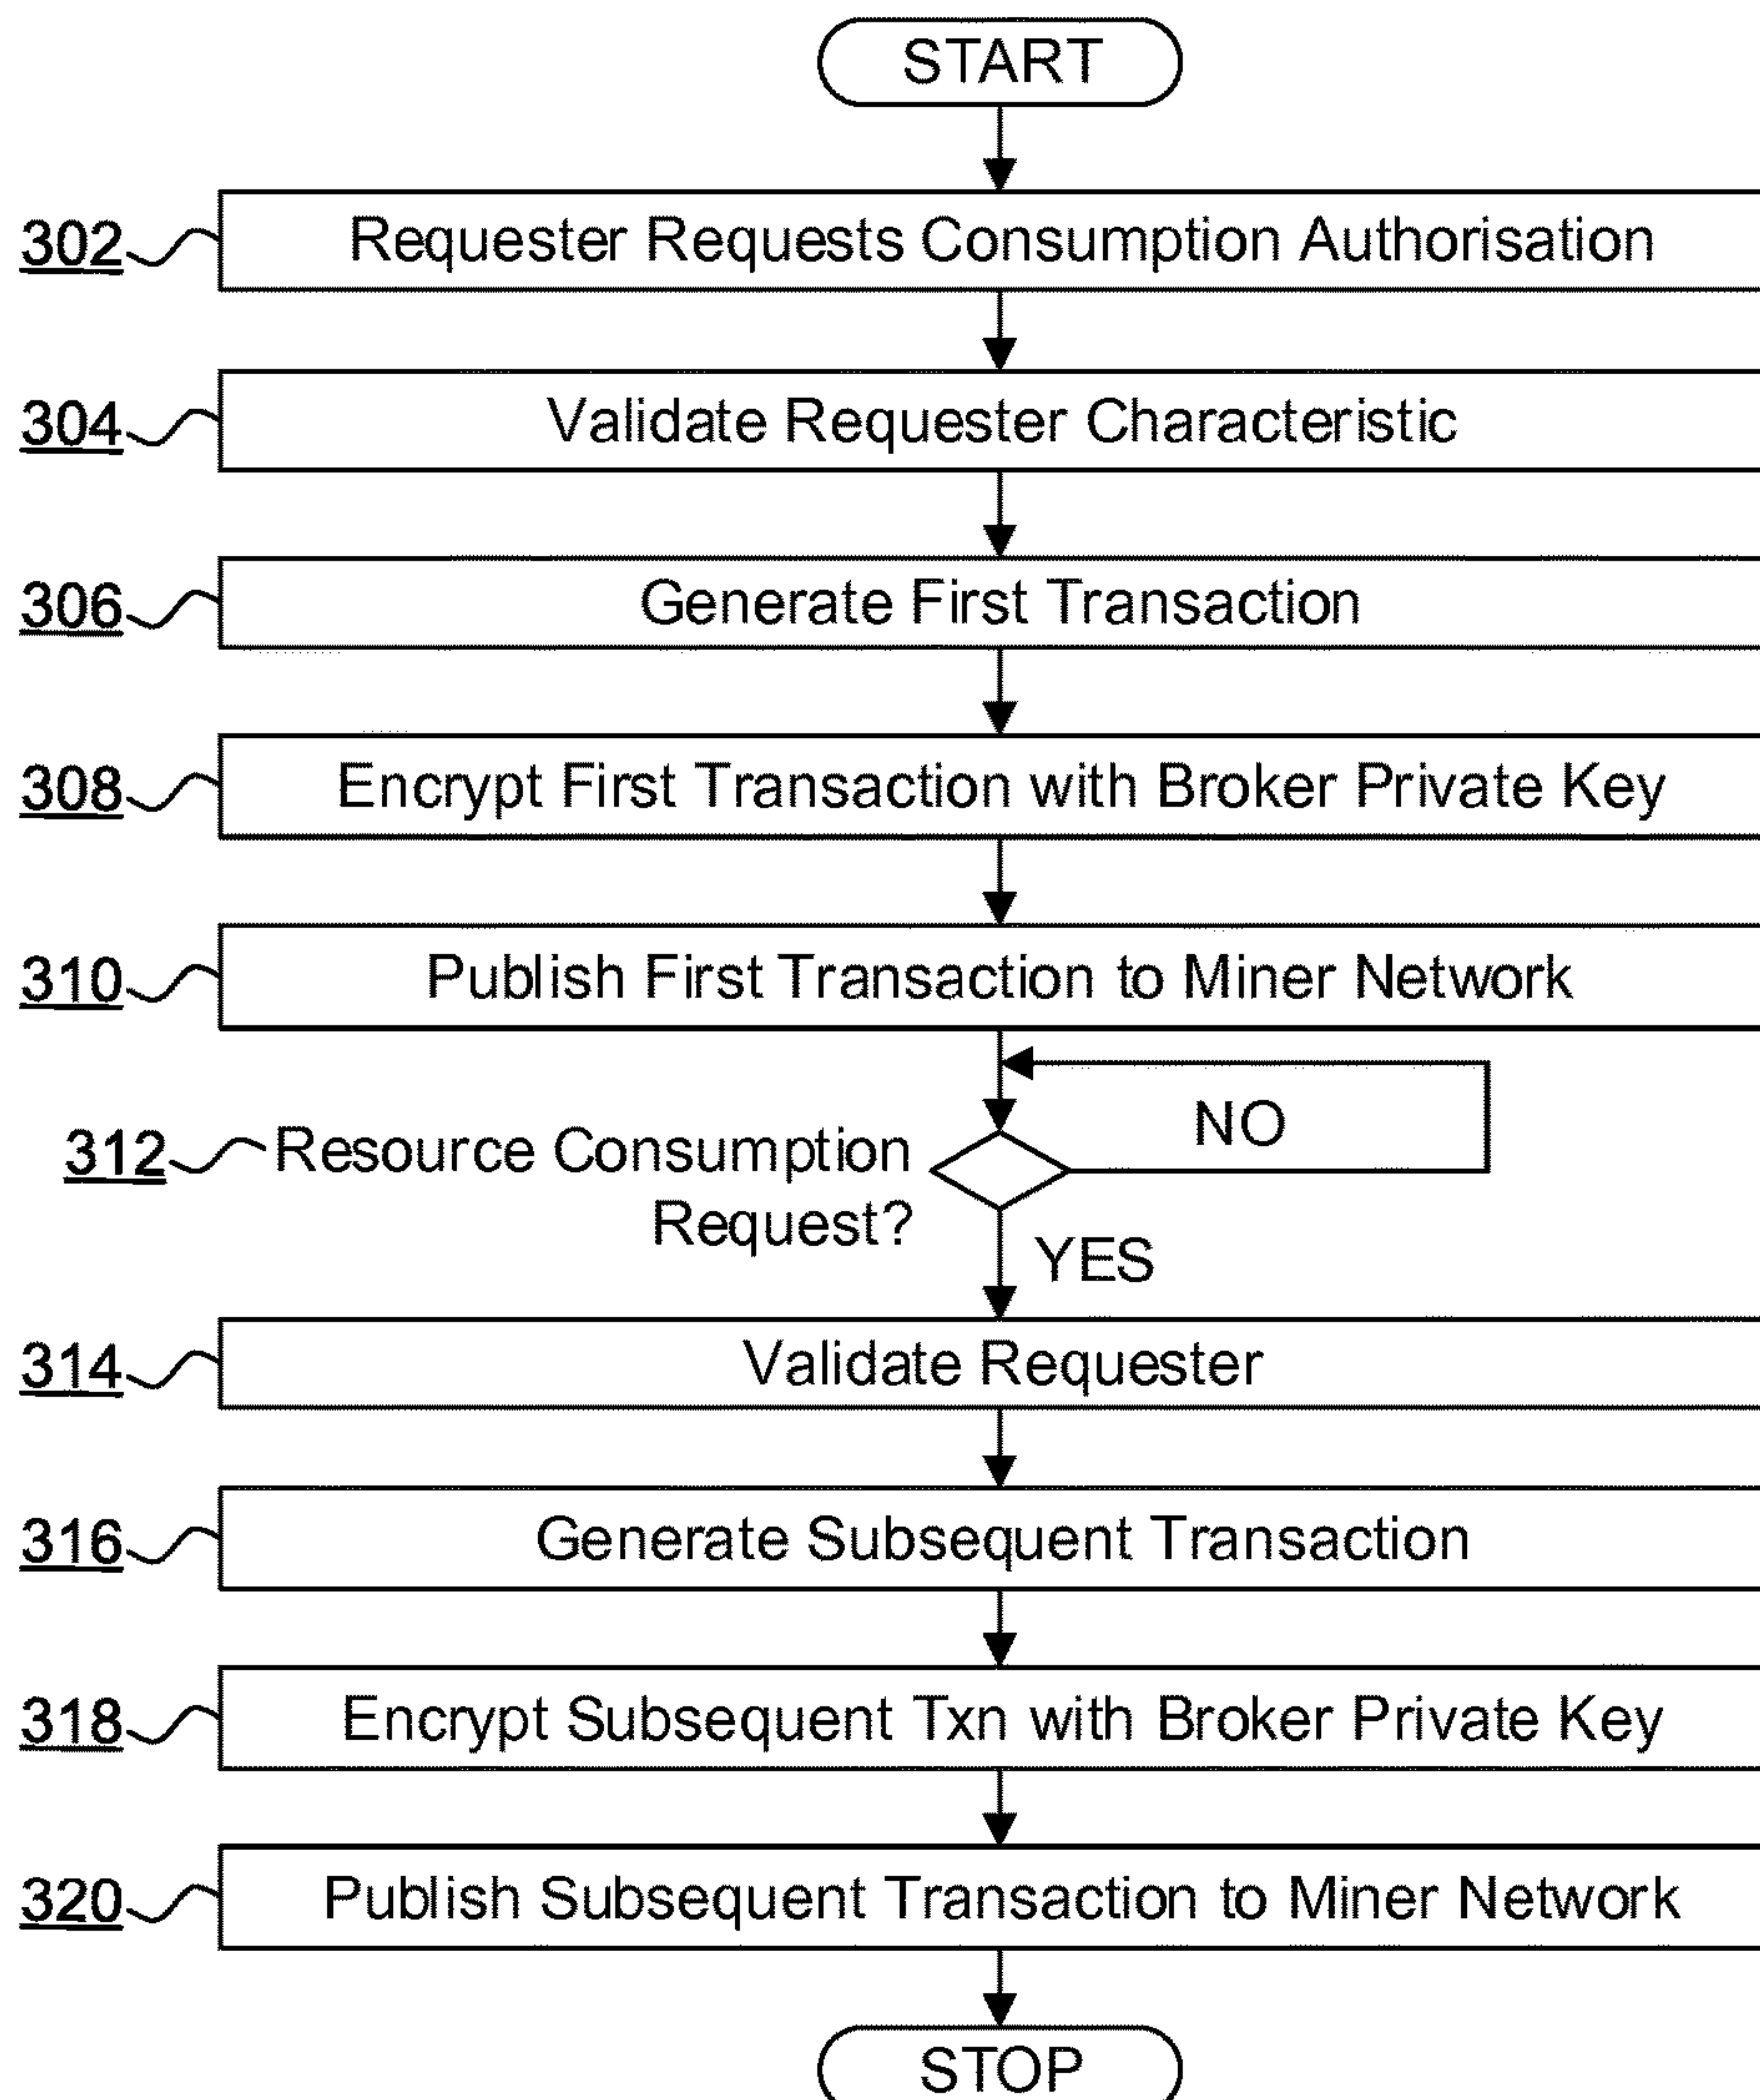 START
302 Requester Requests Consumption Authorisation
304 Validate Requester Characteristic
306 Generate First Transaction
308 Encrypt First Transaction with Broker Private Key
310 Publish First Transaction to Miner Network
NO
312 Resource Consumption
Request?
YES
314 Validate Requester
316 Generate Subsequent Transaction
318 Encrypt Subsequent Txn with Broker Private Key
320 Publish Subsequent Transaction to Miner Network
STOP